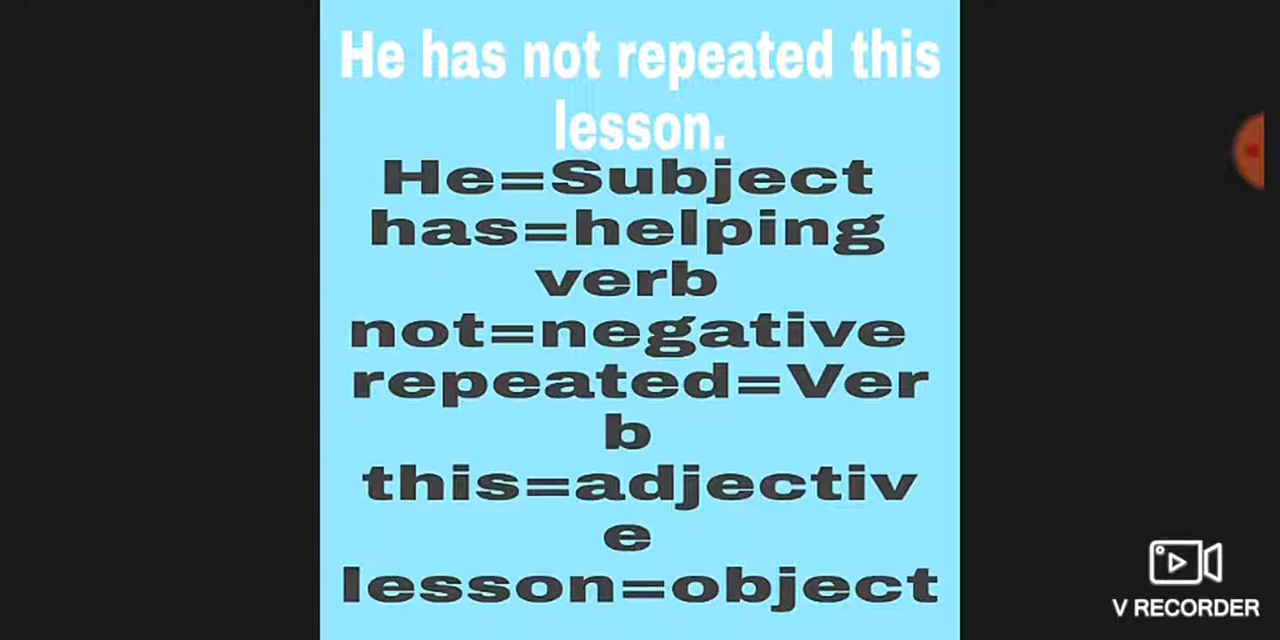 He has not repeated this
lesson.
He=Subject
has=helping
verb
not=negative
repeated=Ver
b
this=adjectiv
e
lesson=object
V RECORDER